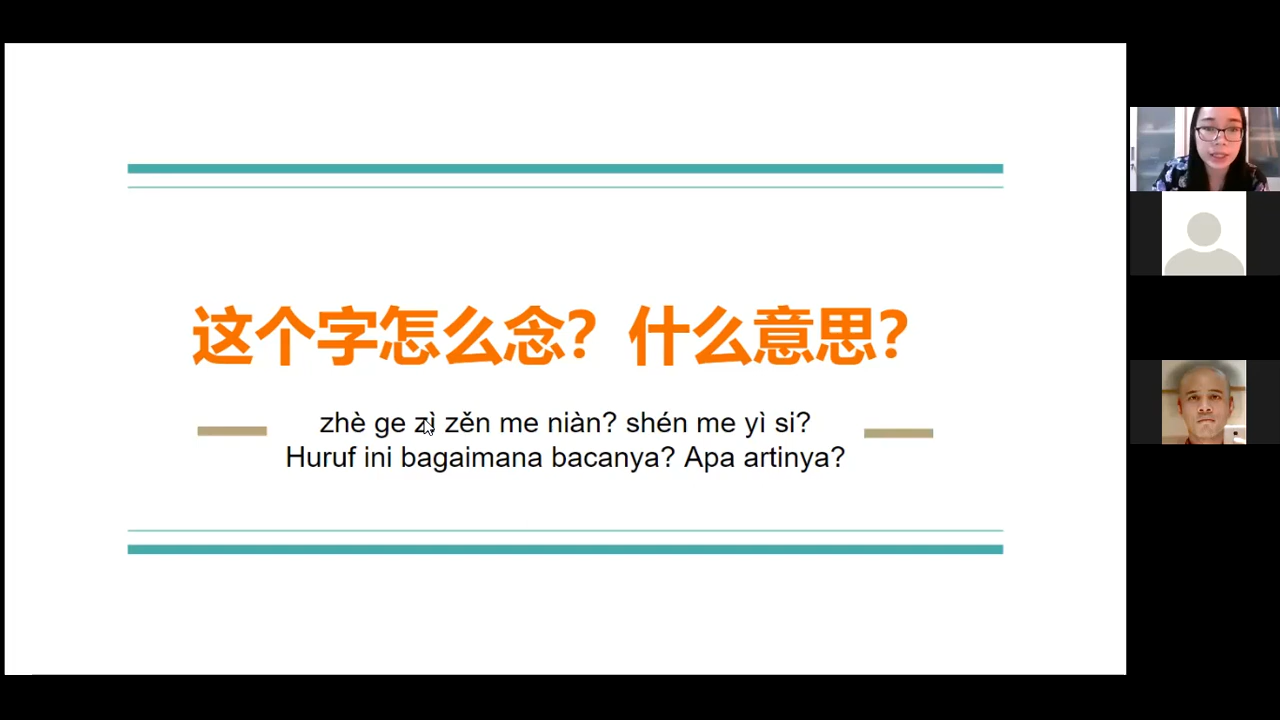 这个字怎么念？什么意思？
zhè ge zì zěn me niàn? shén me yì si?
Huruf ini bagaimana bacanya? Apa artinya?